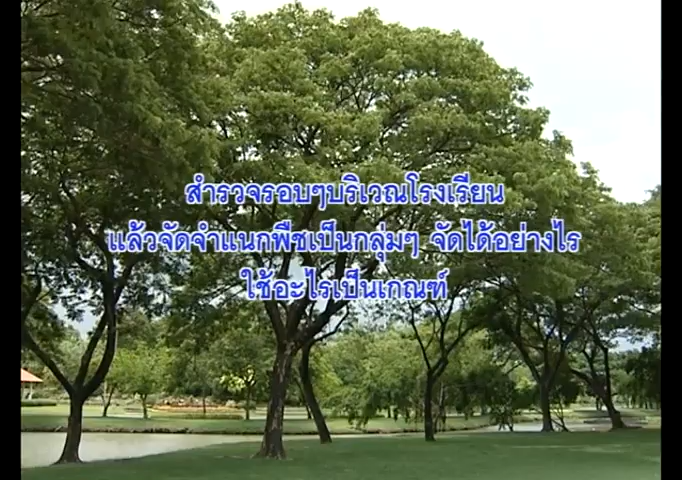 สำรวจรอบๆบริเวณโรงเรียน
แล้วจัดจำแนกพืชเป็นกลุ่มๆ จัดได้อย่างไร
ใช้อะไรเป็นเกณฑ์